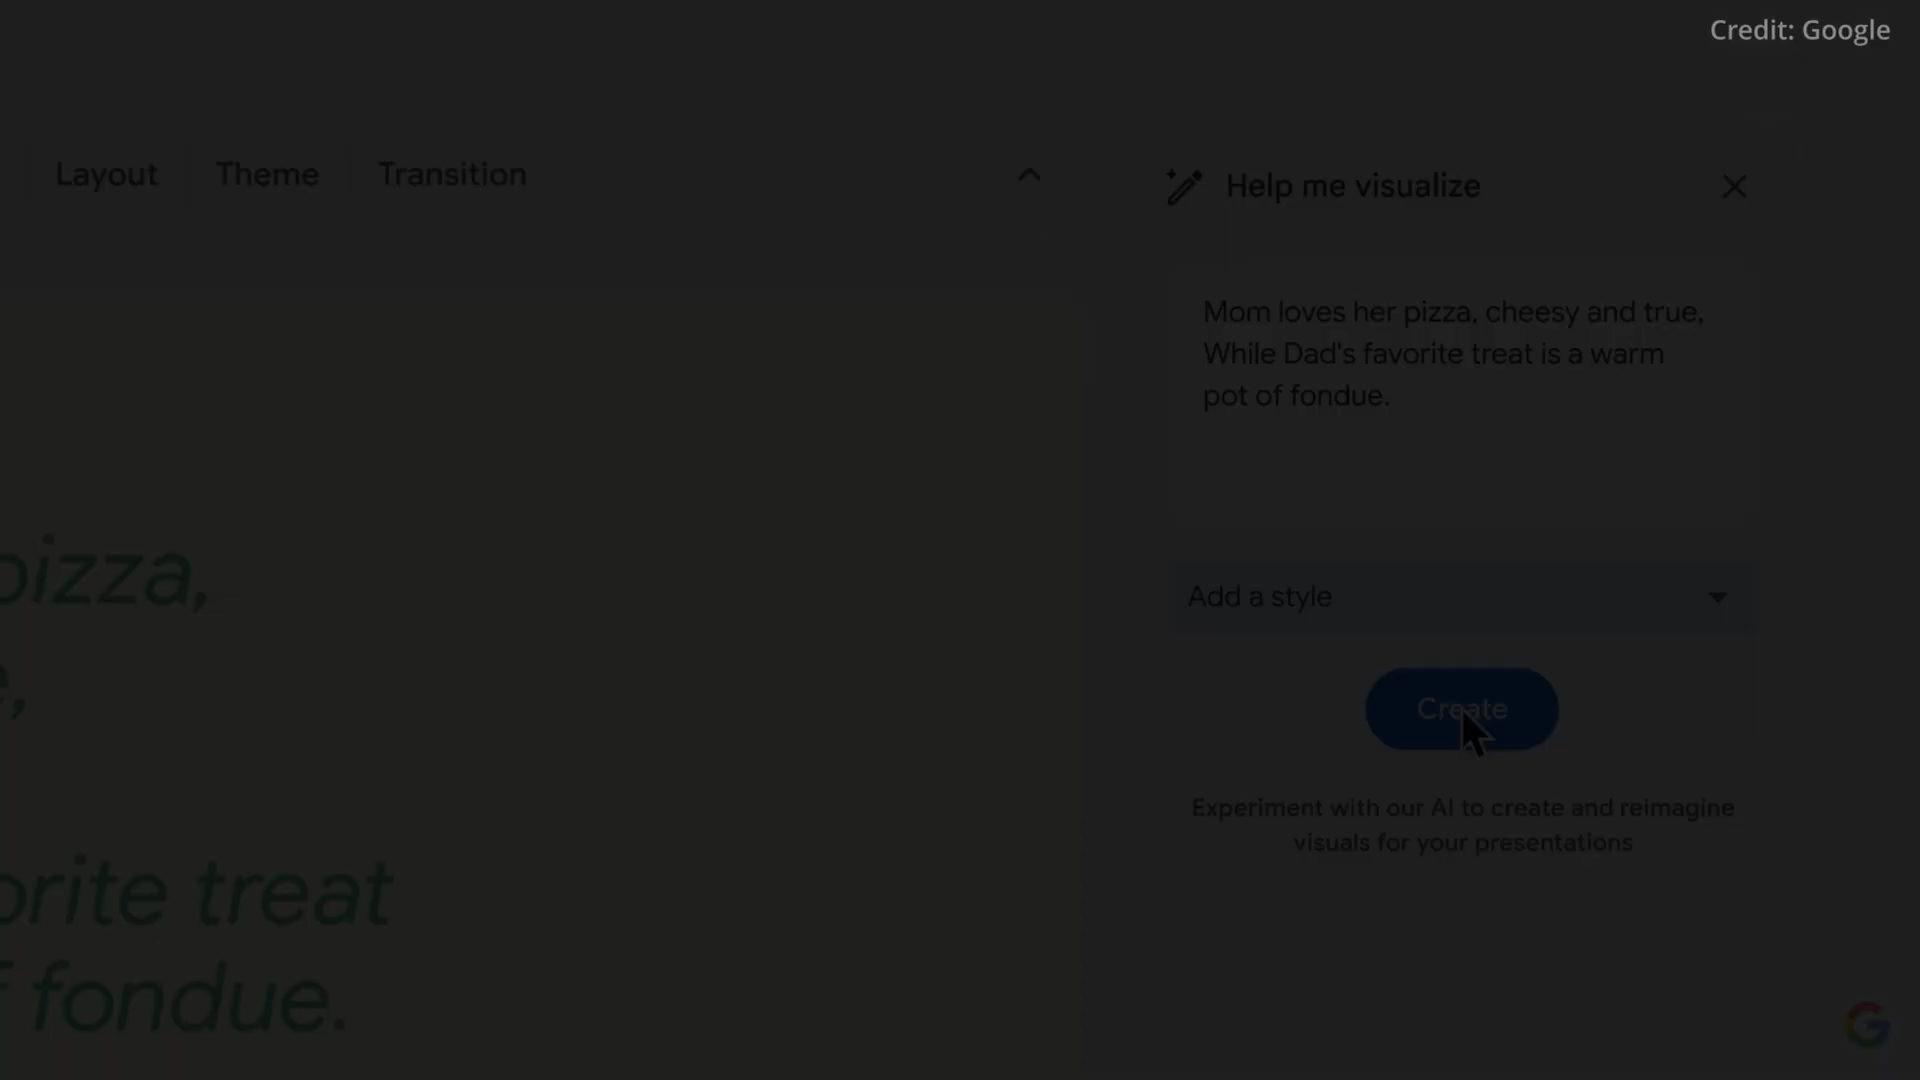 Credit: Google
Layout Theme Transition
Help me visualize
Mom loves her pizza, cheesy and true,
While Dad's favorite treat is a warm
pot of fondue.
pizza,
Add a style
Create
Experiment with our AI to create and reimagine
visuals for your presentations
treat
fondue.